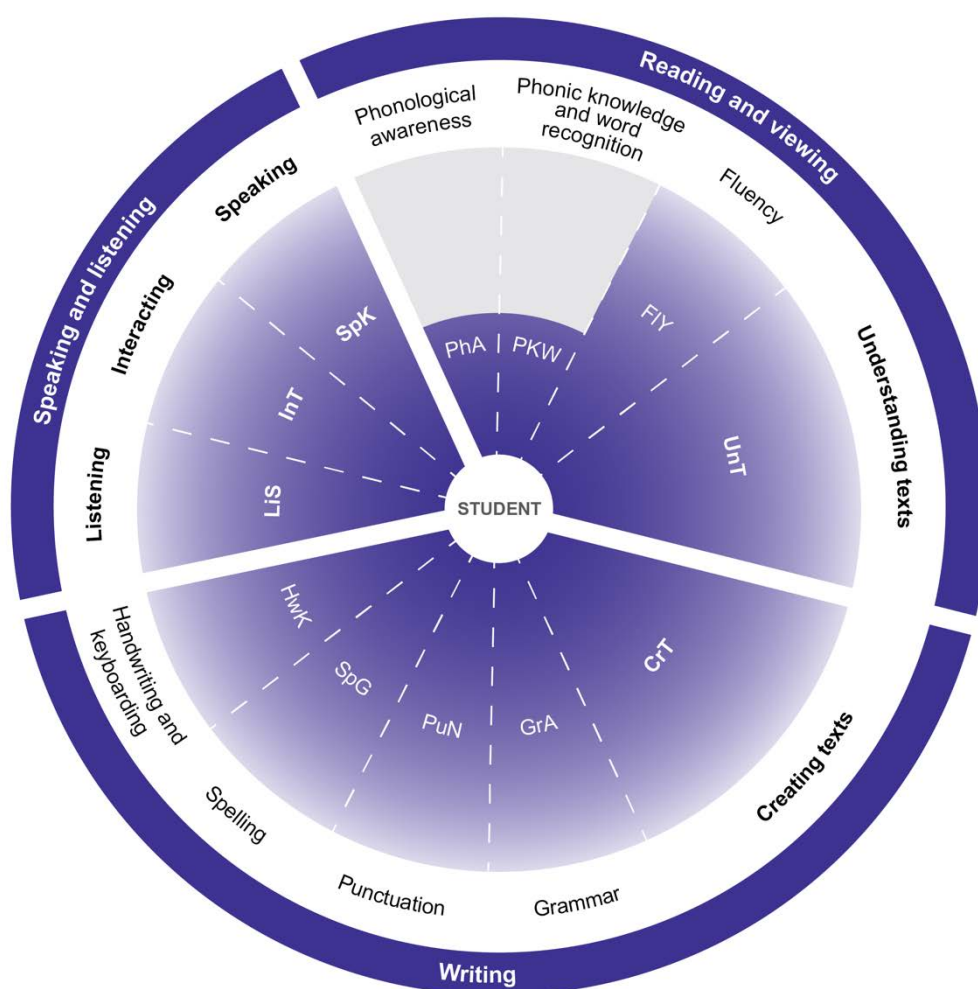 Reading and viewing
Phonological
awareness
Phonic knowledge
and word
recognition
Fluency
Understanding texts
Speaking and listening
Speaking
Interacting
Listening
SpK
InT
LiS
PhA
PKW
FlY
UnT
STUDENT
HwK
SpG
PuN
GrA
CrT
Handwriting and
keyboarding
Spelling
Punctuation
Grammar
Creating texts
Writing